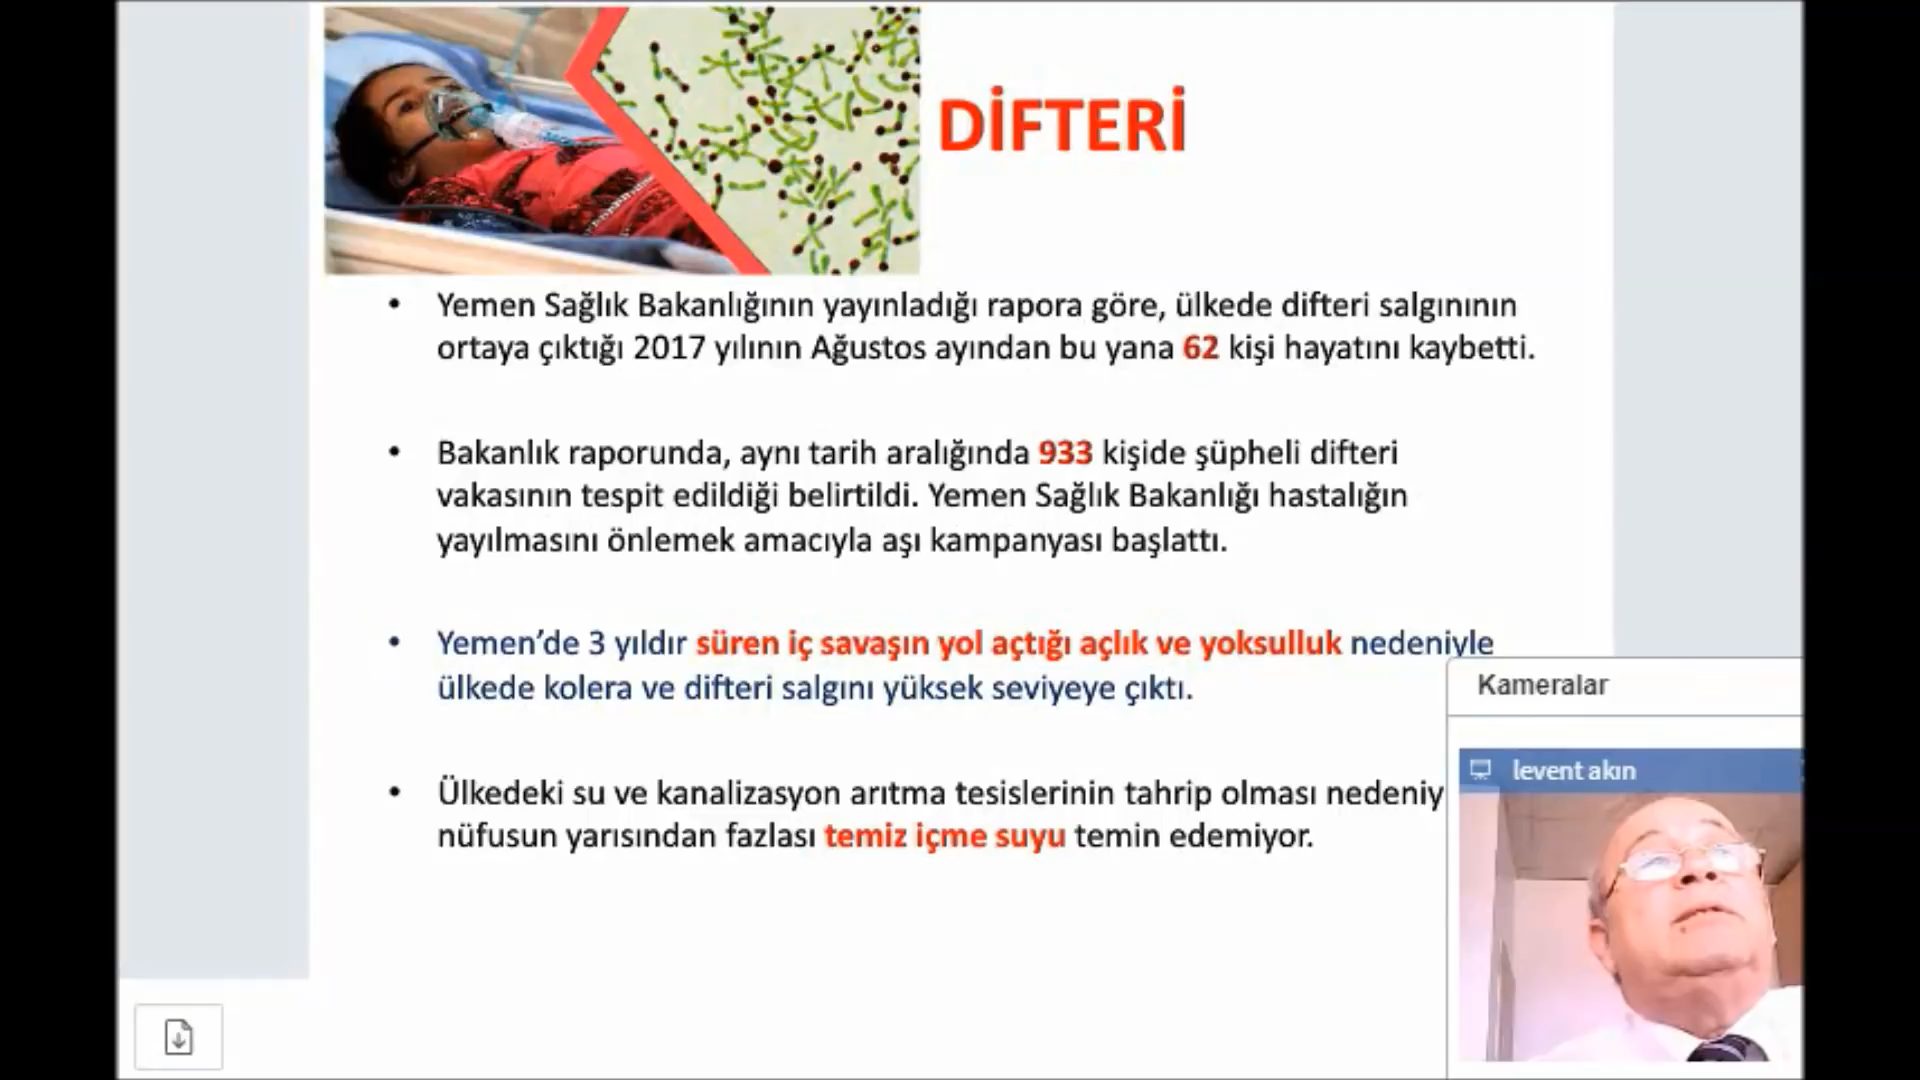 DİFTERİ
• Yemen Sağlık Bakanlığının yayınladığı rapora göre, ülkede difteri salgınının
ortaya çıktığı 2017 yılının Ağustos ayından bu yana 62 kişi hayatını kaybetti.
• Bakanlık raporunda, aynı tarih aralığında 933 kişide şüpheli difteri
vakasının tespit edildiği belirtildi. Yemen Sağlık Bakanlığı hastalığın
yayılmasını önlemek amacıyla aşı kampanyası başlattı.
• Yemen’de 3 yıldır süren iç savaşın yol açtığı açlık ve yoksulluk nedeniyle
ülkede kolera ve difteri salgını yüksek seviyeye çıktı.
• Ülkedeki su ve kanalizasyon arıtma tesislerinin tahrip olması nedeniy
nüfusun yarısından fazlası temiz içme suyu temin edemiyor.
Kameralar
levent akın